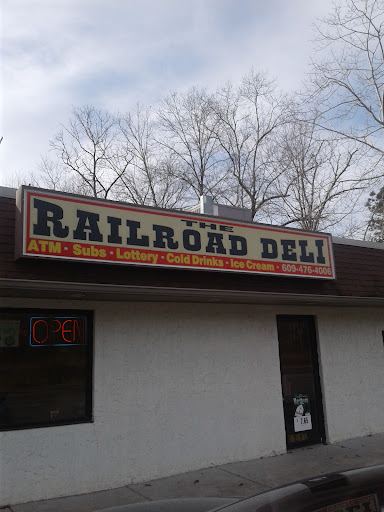 THE
RAILROAD DELI
ATM • Subs • Lottery • Cold Drinks • Ice Cream • 609-476-4006
OPEN